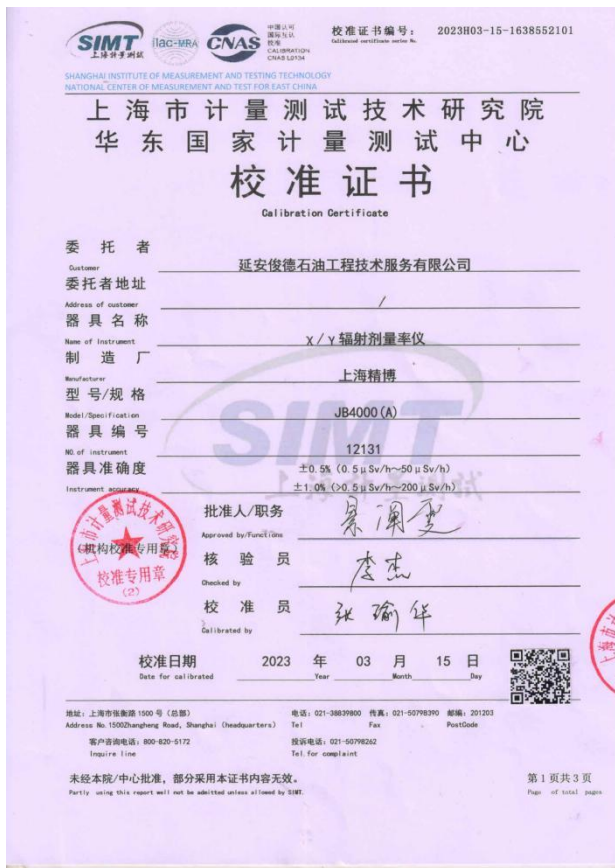 SIMT
上海计量测试
ilac-MRA
CNAS
中国认可
国际互认
校准
CALIBRATION
CNAS L0134
校准证书编号： 2023H03-15-1638552101
Calibrated certificate series No.
SHANGHAI INSTITUTE OF MEASUREMENT AND TESTING TECHNOLOGY
NATIONAL CENTER OF MEASUREMENT AND TEST FOR EAST CHINA
上海市计量测试技术研究院
华东国家计量测试中心
校准证书
Calibration Certificate
委托者
Customer
延安俊德石油工程技术服务有限公司
委托者地址
Address of customer
/
器具名称
Name of Instrument
χ/γ辐射剂量率仪
制造厂
Manufacturer
上海精博
型号/规格
Model/Specification
JB4000(A)
器具编号
NO. of instrument
12131
器具准确度
Instrument accuracy
±0.5% (0.5μSv/h～50μSv/h)
±1.0% (>0.5μSv/h～200μSv/h)
SIMT
上海计量测试
批准人/职务
Approved by/Functions
核验员
Checked by
李杰
校准员
Calibrated by
张瑜华
上海市计量测试技术研究院
(机构校准专用章)
校准专用章
(2)
校准日期 2023 年 03 月 15 日
Date for calibrated Year Month Day
地址：上海市张衡路1500号（总部） 电话：021-38839800 传真：021-50798390 邮编：201203
Address No.1500Zhangheng Road, Shanghai (headquarters) Tel Fax PostCode
客户咨询电话：800-820-5172 投诉电话：021-50798262
Inquire line Tel. for complaint
未经本院/中心批准，部分采用本证书内容无效。 第1页共3页
Partly using this report well not be admitted unless allowed by SIMT. Page of total pages